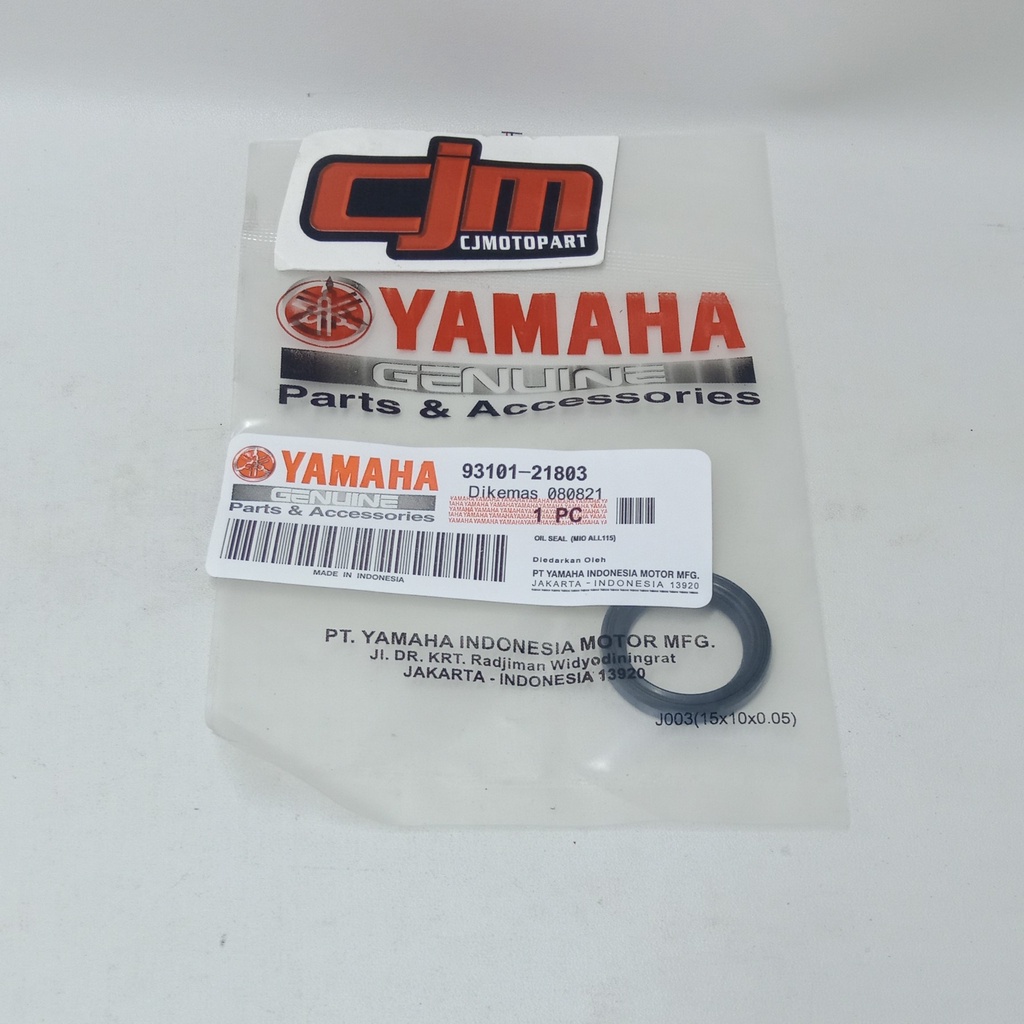 cjm
CJMOTOPART
YAMAHA
GENUINE
Parts & Accessories
YAMAHA
GENUINE
Parts & Accessories
MADE IN INDONESIA
93101-21803
Dikemas 080821
1 PC
OIL SEAL (MIO ALL115)
Diedarkan Oleh
PT YAMAHA INDONESIA MOTOR MFG.
JAKARTA - INDONESIA 13920
PT. YAMAHA INDONESIA MOTOR MFG.
Jl. DR. KRT. Radjiman Widyodiningrat
JAKARTA - INDONESIA 13920
J003(15x10x0.05)